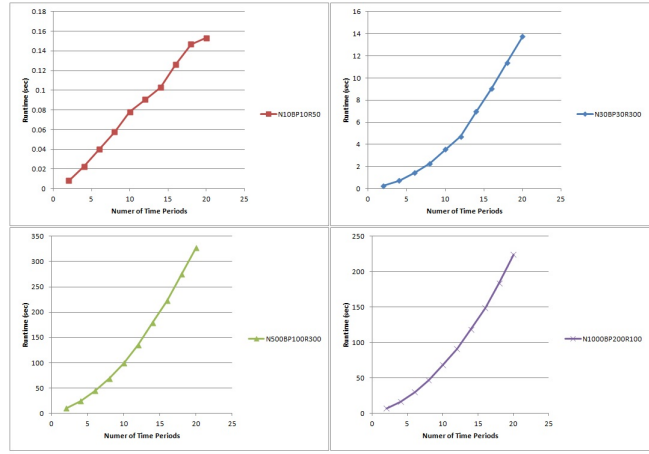 0.18
0.16
0.14
0.12
0.1
0.08
0.06
0.04
0.02
0
Runtime (sec)
0 5 10 15 20 25
Numer of Time Periods
N10BP10R50
16
14
12
10
8
6
4
2
0
Runtime (sec)
0 5 10 15 20 25
Numer of Time Periods
N30BP30R300
350
300
250
200
150
100
50
0
Runtime (sec)
0 5 10 15 20 25
Numer of Time Periods
N500BP100R300
250
200
150
100
50
0
Runtime (sec)
0 5 10 15 20 25
Numer of Time Periods
N1000BP200R100